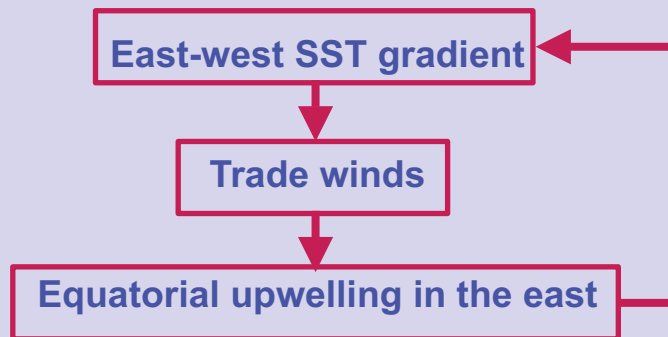 East-west SST gradient
Trade winds
Equatorial upwelling in the east